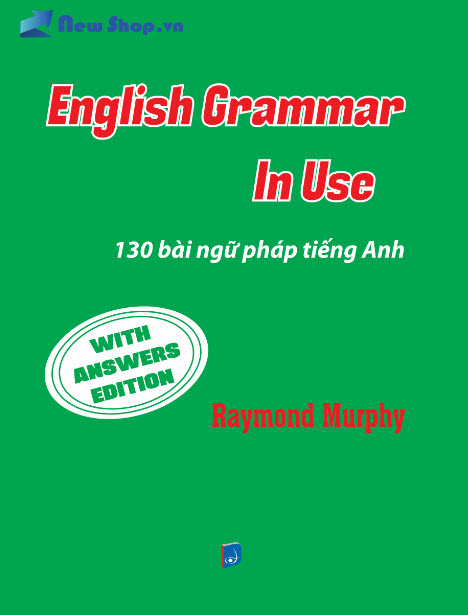 New Shop.vn
English Grammar
In Use
130 bài ngữ pháp tiếng Anh
WITH
ANSWERS
EDITION
Raymond Murphy